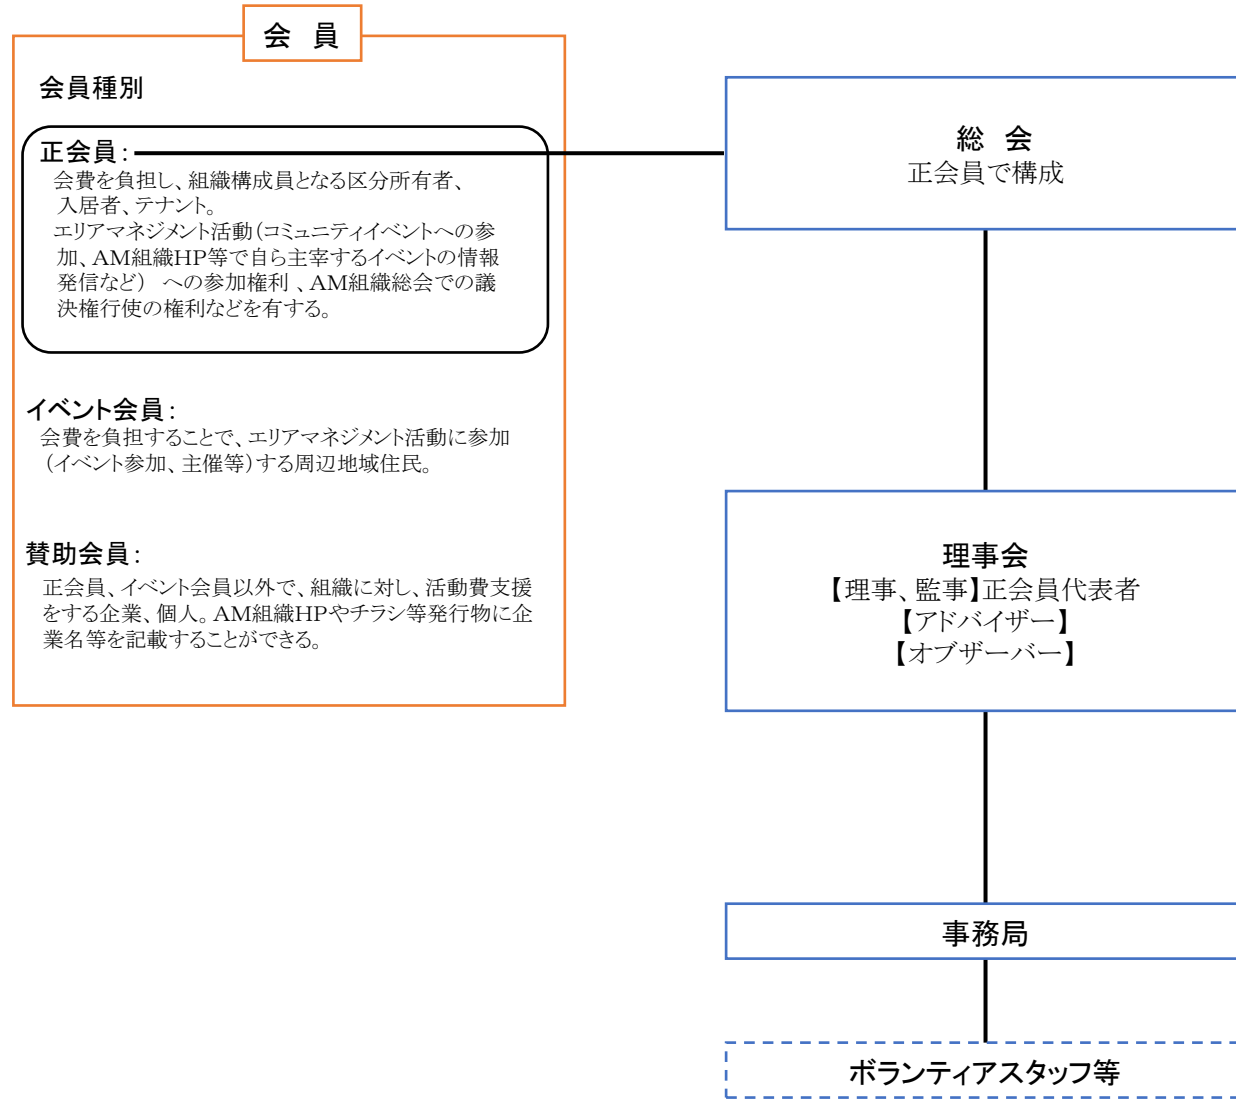 会 員
会員種別
正会員：
会費を負担し、組織構成員となる区分所有者、
入居者、テナント。
エリアマネジメント活動（コミュニティイベントへの参
加、AM組織HP等で自ら主宰するイベントの情報
発信など） への参加権利 、AM組織総会での議
決権行使の権利などを有する。
イベント会員：
会費を負担することで、エリアマネジメント活動に参加
（イベント参加、主催等）する周辺地域住民。
賛助会員：
正会員、イベント会員以外で、組織に対し、活動費支援
をする企業、個人。AM組織HPやチラシ等発行物に企
業名等を記載することができる。
総 会
正会員で構成
理事会
【理事、監事】正会員代表者
【アドバイザー】
【オブザーバー】
事務局
ボランティアスタッフ等